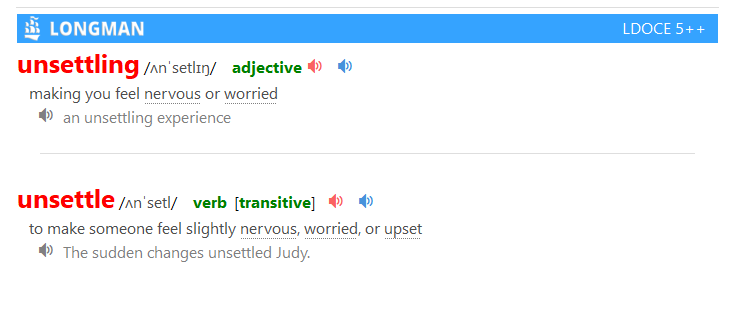 LONGMAN LDOCE 5++
unsettling /ʌnˈsetlɪŋ/ adjective
making you feel nervous or worried
an unsettling experience
unsettle /ʌnˈsetl/ verb [transitive]
to make someone feel slightly nervous, worried, or upset
The sudden changes unsettled Judy.